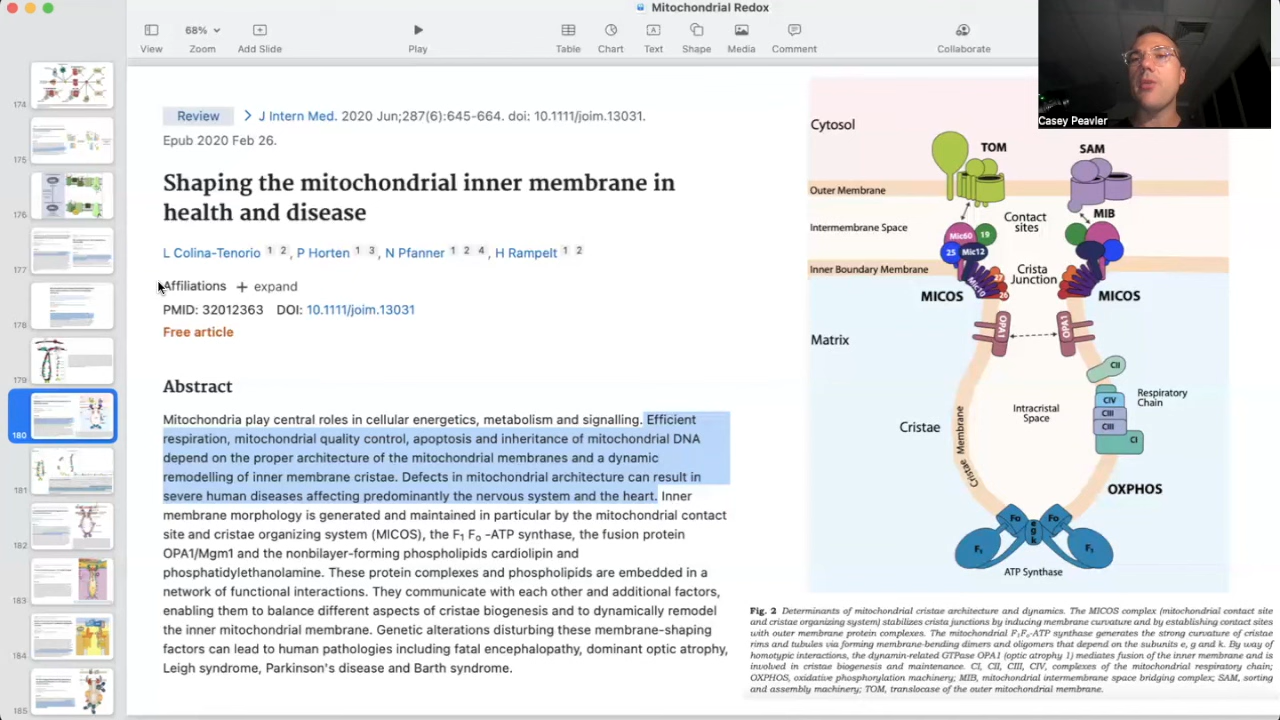 Mitochondrial Redox
68%
View
Zoom
Add Slide
Play
Table
Chart
Text
Shape
Media
Comment
Collaborate
Casey Peavler
174
175
176
177
178
179
180
181
182
183
184
185
Review
J Intern Med. 2020 Jun;287(6):645-664. doi: 10.1111/joim.13031.
Epub 2020 Feb 26.
Shaping the mitochondrial inner membrane in
health and disease
L Colina-Tenorio 1 2, P Horten 1 3, N Pfanner 1 2 4, H Rampelt 1 2
Affiliations + expand
PMID: 32012363 DOI: 10.1111/joim.13031
Free article
Abstract
Mitochondria play central roles in cellular energetics, metabolism and signalling. Efficient
respiration, mitochondrial quality control, apoptosis and inheritance of mitochondrial DNA
depend on the proper architecture of the mitochondrial membranes and a dynamic
remodelling of inner membrane cristae. Defects in mitochondrial architecture can result in
severe human diseases affecting predominantly the nervous system and the heart. Inner
membrane morphology is generated and maintained in particular by the mitochondrial contact
site and cristae organizing system (MICOS), the F₁ Fₒ -ATP synthase, the fusion protein
OPA1/Mgm1 and the nonbilayer-forming phospholipids cardiolipin and
phosphatidylethanolamine. These protein complexes and phospholipids are embedded in a
network of functional interactions. They communicate with each other and additional factors,
enabling them to balance different aspects of cristae biogenesis and to dynamically remodel
the inner mitochondrial membrane. Genetic alterations disturbing these membrane-shaping
factors can lead to human pathologies including fatal encephalopathy, dominant optic atrophy,
Leigh syndrome, Parkinson's disease and Barth syndrome.
Cytosol
TOM
SAM
Outer Membrane
Intermembrane Space
Contact
sites
MIB
Mic60
19
25
Mic12
Inner Boundary Membrane
Crista
Junction
Mic10
27
26
MICOS
MICOS
OPA1
OPA1
Matrix
CII
CIV
CIII
CIII
CI
Respiratory
Chain
Intracristal
Space
Cristae
Cristae Membrane
OXPHOS
Fo
Fo
e
g
k
F₁
F₁
ATP Synthase
Fig. 2 Determinants of mitochondrial cristae architecture and dynamics. The MICOS complex (mitochondrial contact site
and cristae organizing system) stabilizes crista junctions by inducing membrane curvature and by establishing contact sites
with outer membrane protein complexes. The mitochondrial F₁Fₒ-ATP synthase generates the strong curvature of cristae
rims and tubules via forming membrane-bending dimers and oligomers that depend on the subunits e, g and k. By way of
homotypic interactions, the dynamin-related GTPase OPA1 (optic atrophy 1) mediates fusion of the inner membrane and is
involved in cristae biogenesis and maintenance. CI, CII, CIII, CIV, complexes of the mitochondrial respiratory chain;
OXPHOS, oxidative phosphorylation machinery; MIB, mitochondrial intermembrane space bridging complex; SAM, sorting
and assembly machinery; TOM, translocase of the outer mitochondrial membrane.